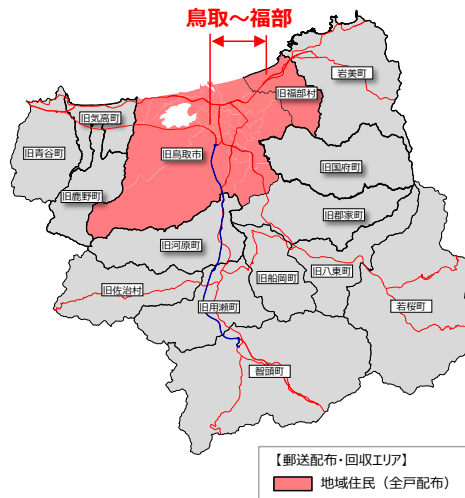 鳥取～福部
岩美町
旧福部村
旧気高町
旧青谷町
旧鳥取市
旧国府町
旧鹿野町
旧郡家町
旧河原町
旧八東町
旧船岡町
旧佐治村
旧用瀬町
若桜町
智頭町
【郵送配布・回収エリア】
地域住民（全戸配布）